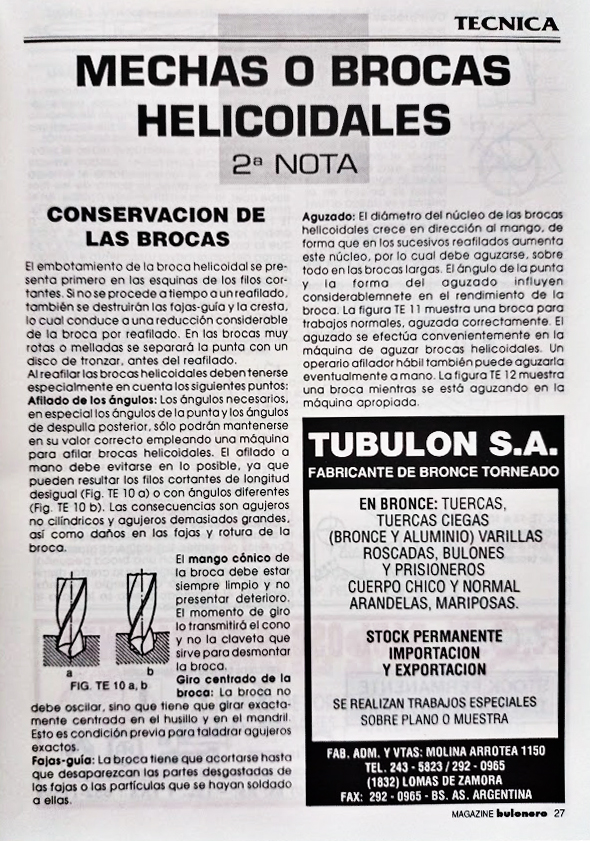 TECNICA
MECHAS O BROCAS
HELICOIDALES
2ª NOTA
CONSERVACION DE
LAS BROCAS
El embotamiento de la broca helicoidal se pre-
senta primero en las esquinas de los filos cor-
tantes. Si no se procede a tiempo a un reafilado,
también se destruirán las fajas-guía y la cresta,
lo cual conduce a una reducción considerable
de la broca por reafilado. En las brocas muy
rotas o melladas se separará la punta con un
disco de tronzar, antes del reafilado.
Al reafilar las brocas helicoidales deben tenerse
especialmente en cuenta los siguientes puntos:
Afilado de los ángulos: Los ángulos necesarios,
en especial los ángulos de la punta y los ángulos
de despulla posterior, sólo podrán mantenerse
en su valor correcto empleando una máquina
para afilar brocas helicoidales. El afilado a
mano debe evitarse en lo posible, ya que
pueden resultar los filos cortantes de longitud
desigual (Fig. TE 10 a) o con ángulos diferentes
(Fig. TE 10 b). Las consecuencias son agujeros
no cilíndricos y agujeros demasiados grandes,
así como daños en las fajas y rotura de la
broca.
El mango cónico de
la broca debe estar
siempre limpio y no
presentar deterioro.
El momento de giro
lo transmitirá el cono
y no la claveta que
sirve para desmontar
la broca.
a
b
FIG. TE 10 a, b
Giro centrado de la
broca: La broca no
debe oscilar, sino que tiene que girar exacta-
mente centrada en el husillo y en el mandril.
Esto es condición previa para taladrar agujeros
exactos.
Fajas-guía: La broca tiene que acortarse hasta
que desaparezcan las partes desgastadas de
las fajas o las partículas que se hayan soldado
a ellas.
Aguzado: El diámetro del núcleo de las brocas
helicoidales crece en dirección al mango, de
forma que en los sucesivos reafilados aumenta
este núcleo, por lo cual debe aguzarse, sobre
todo en las brocas largas. El ángulo de la punta
y la forma del aguzado influyen
considerablemnete en el rendimiento de la
broca. La figura TE 11 muestra una broca para
trabajos normales, aguzada correctamente. El
aguzado se efectúa convenientemente en la
máquina de aguzar brocas helicoidales. Un
operario afilador hábil también puede aguzarla
eventualmente a mano. La figura TE 12 muestra
una broca mientras se está aguzando en la
máquina apropiada.
TUBULON S.A.
FABRICANTE DE BRONCE TORNEADO
EN BRONCE: TUERCAS,
TUERCAS CIEGAS
(BRONCE Y ALUMINIO) VARILLAS
ROSCADAS, BULONES
Y PRISIONEROS
CUERPO CHICO Y NORMAL
ARANDELAS, MARIPOSAS.
STOCK PERMANENTE
IMPORTACION
Y EXPORTACION
SE REALIZAN TRABAJOS ESPECIALES
SOBRE PLANO O MUESTRA
FAB. ADM. Y VTAS: MOLINA ARROTEA 1150
TEL. 243 - 5823 / 292 - 0965
(1832) LOMAS DE ZAMORA
FAX: 292 - 0965 - BS. AS. ARGENTINA
MAGAZINE bulonero 27